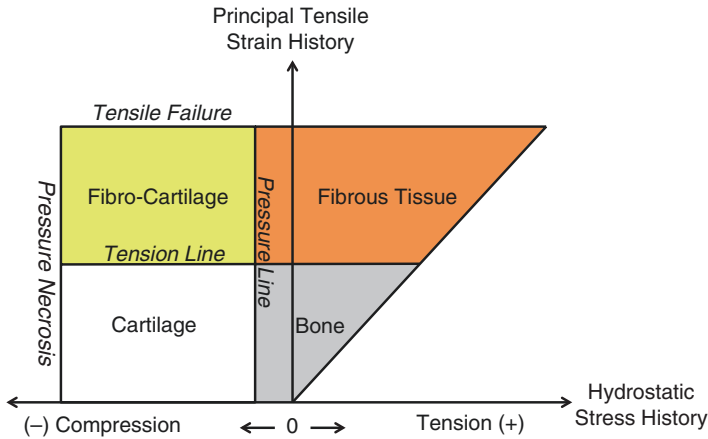 Principal Tensile
Strain History
Tensile Failure
Pressure Necrosis
Fibro-Cartilage
Pressure Line
Fibrous Tissue
Tension Line
Cartilage
Bone
Hydrostatic
Stress History
(–) Compression
0
Tension (+)